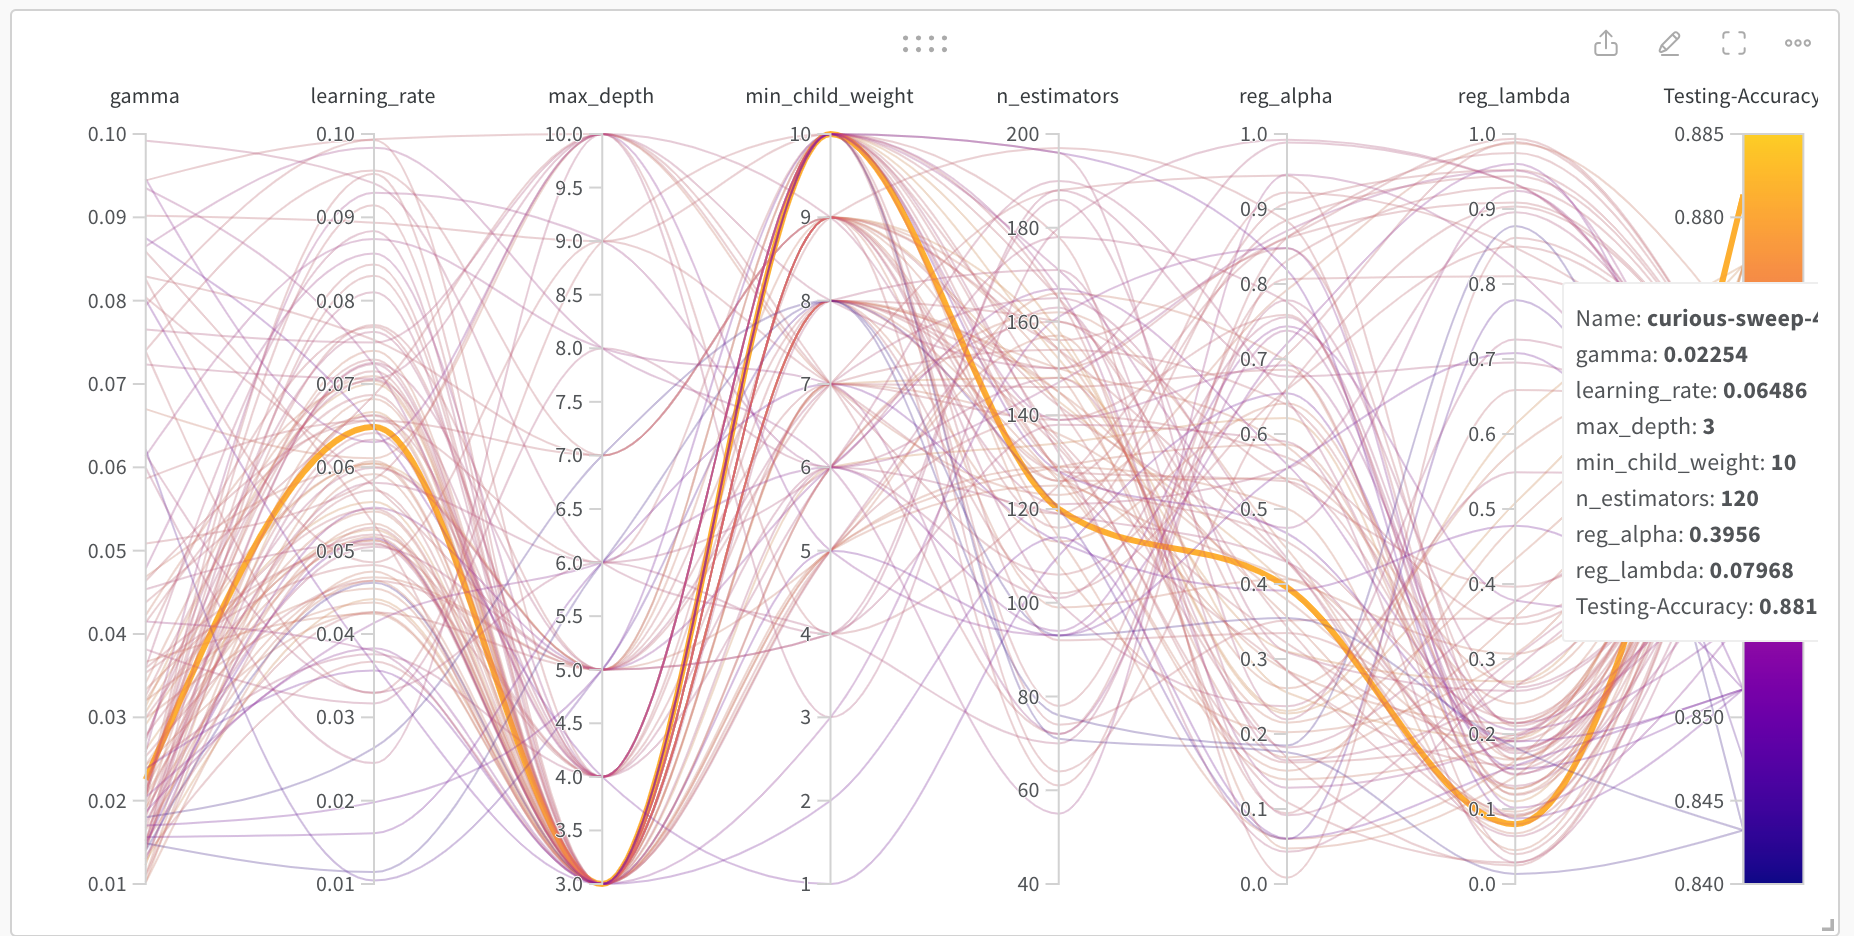 gamma learning_rate max_depth min_child_weight n_estimators reg_alpha reg_lambda Testing-Accuracy
0.10 0.10 10.0 10 200 1.0 1.0 0.885
9.5
0.09 0.09 9 0.9 0.9 0.880
9.0 180
0.08 0.08 8.5 8 0.8 0.8
160
8.0 0.7 0.7
0.07 0.07 7 
7.5 140
7.0 0.6 0.6
0.06 0.06 6
6.5 120 0.5 0.5
0.05 0.05 6.0 5
0.4 0.4
5.5 100
0.04 0.04 4
5.0 0.3 0.3
80
0.03 0.03 4.5 3 0.2 0.2 0.850
4.0 60
0.02 0.02 2 0.1 0.1 0.845
3.5
0.01 0.01 3.0 1 40 0.0 0.0 0.840
Name: curious-sweep-4
gamma: 0.02254
learning_rate: 0.06486
max_depth: 3
min_child_weight: 10
n_estimators: 120
reg_alpha: 0.3956
reg_lambda: 0.07968
Testing-Accuracy: 0.881